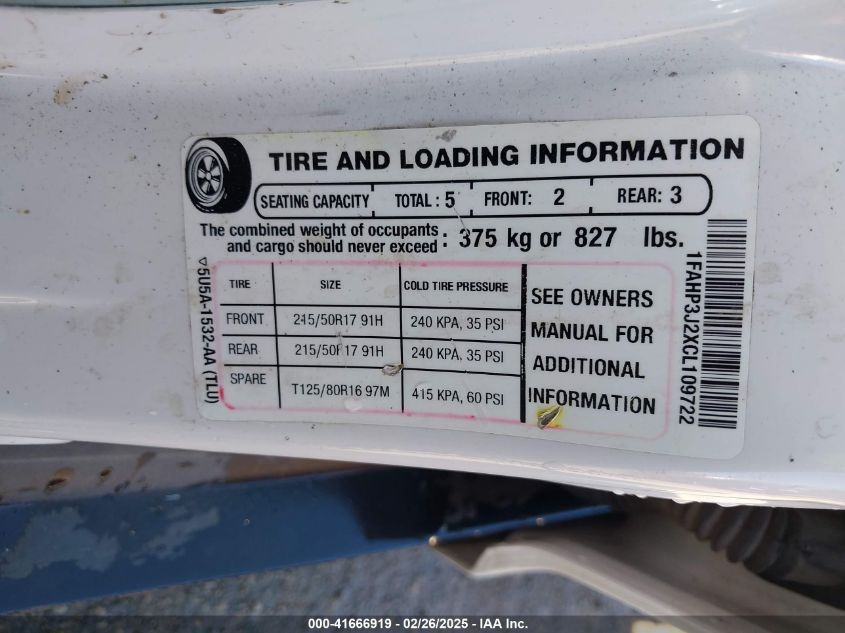 TIRE AND LOADING INFORMATION
SEATING CAPACITY TOTAL : 5 FRONT: 2 REAR: 3
The combined weight of occupants
and cargo should never exceed : 375 kg or 827 lbs.
TIRE SIZE COLD TIRE PRESSURE
FRONT 215/50R17 91H 240 KPA, 35 PSI
REAR 215/50R17 91H 240 KPA, 35 PSI
SPARE T125/80R16 97M 415 KPA, 60 PSI
SEE OWNERS
MANUAL FOR
ADDITIONAL
INFORMATION
5U5A-1532-AA (TLU)
1FAHP3J2XCL109722
000-41666919 / 02/26/2025 - IAA Inc.